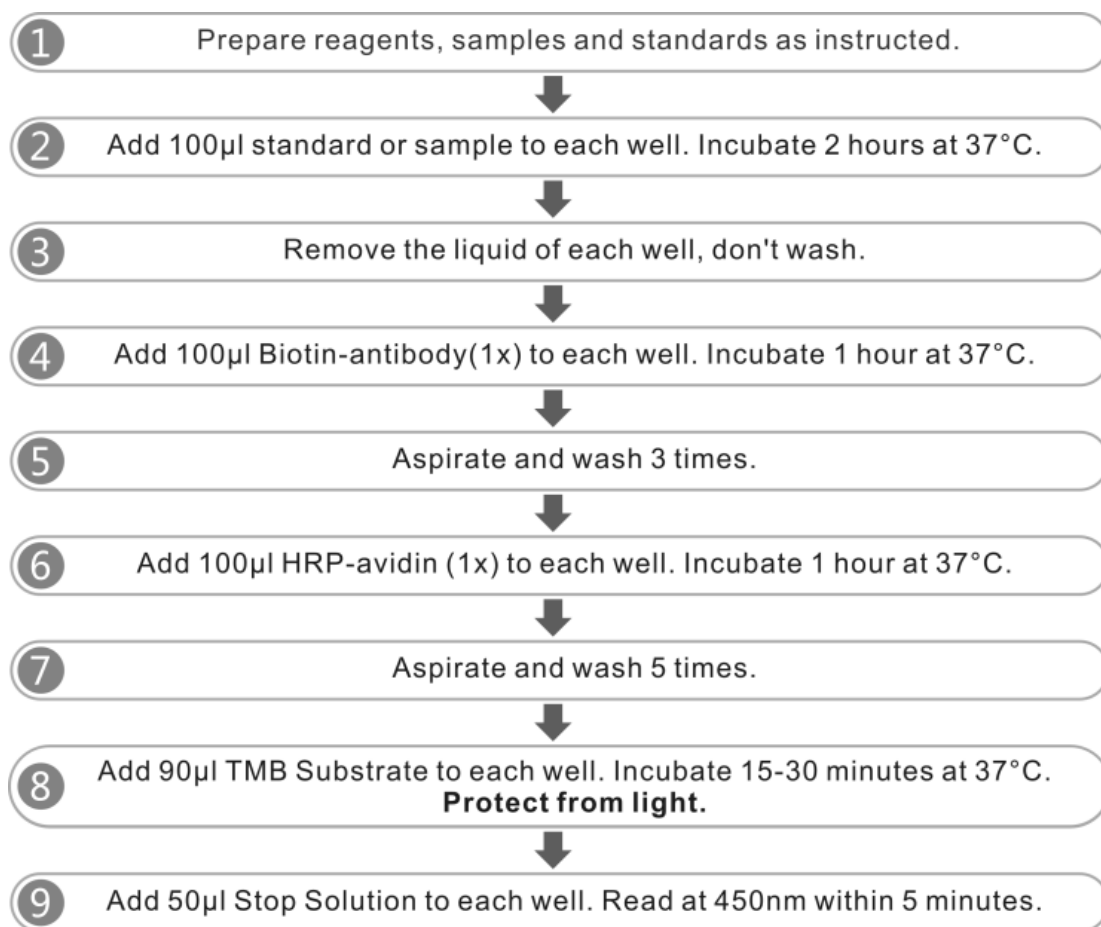 1 Prepare reagents, samples and standards as instructed.
2 Add 100µl standard or sample to each well. Incubate 2 hours at 37°C.
3 Remove the liquid of each well, don't wash.
4 Add 100µl Biotin-antibody(1x) to each well. Incubate 1 hour at 37°C.
5 Aspirate and wash 3 times.
6 Add 100µl HRP-avidin (1x) to each well. Incubate 1 hour at 37°C.
7 Aspirate and wash 5 times.
8 Add 90µl TMB Substrate to each well. Incubate 15-30 minutes at 37°C.
Protect from light.
9 Add 50µl Stop Solution to each well. Read at 450nm within 5 minutes.